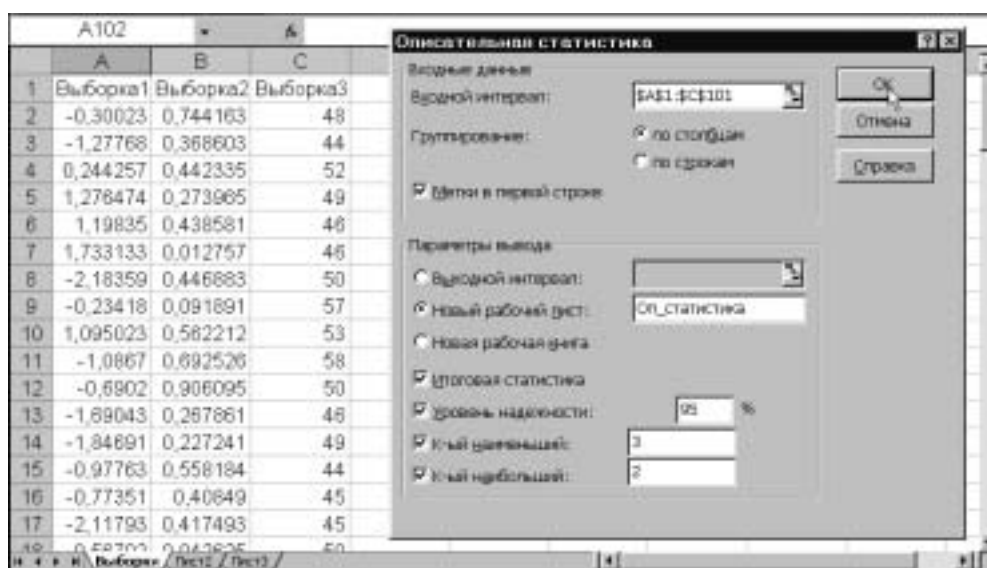 A102
Описательная статистика
A B C
Входные данные
1 Выборка1 Выборка2 Выборка3
Входной интервал: $A$1:$C$101
OK
2 -0,30023 0,744163 48
Отмена
3 -1,27768 0,368603 44
Группирование: по столбцам
4 0,244257 0,442335 52
по строкам
Справка
5 1,276474 0,273965 49
Метки в первой строке
6 1,19835 0,438581 46
7 1,733133 0,012757 46
Параметры вывода
8 -2,18359 0,446883 50
Выходной интервал:
9 -0,23418 0,091891 57
Новый рабочий лист: Оп_статистика
10 1,095023 0,562212 53
Новая рабочая книга
11 -1,0867 0,692526 58
12 -0,6902 0,906095 50
Итоговая статистика
13 -1,69043 0,267861 46
Уровень надежности: 95 %
14 -1,84691 0,227241 49
К-ый наименьший: 3
15 -0,97763 0,558184 44
К-ый наибольший: 2
16 -0,77351 0,40849 45
17 -2,11793 0,417493 45
Выборки Лист2 Лист3